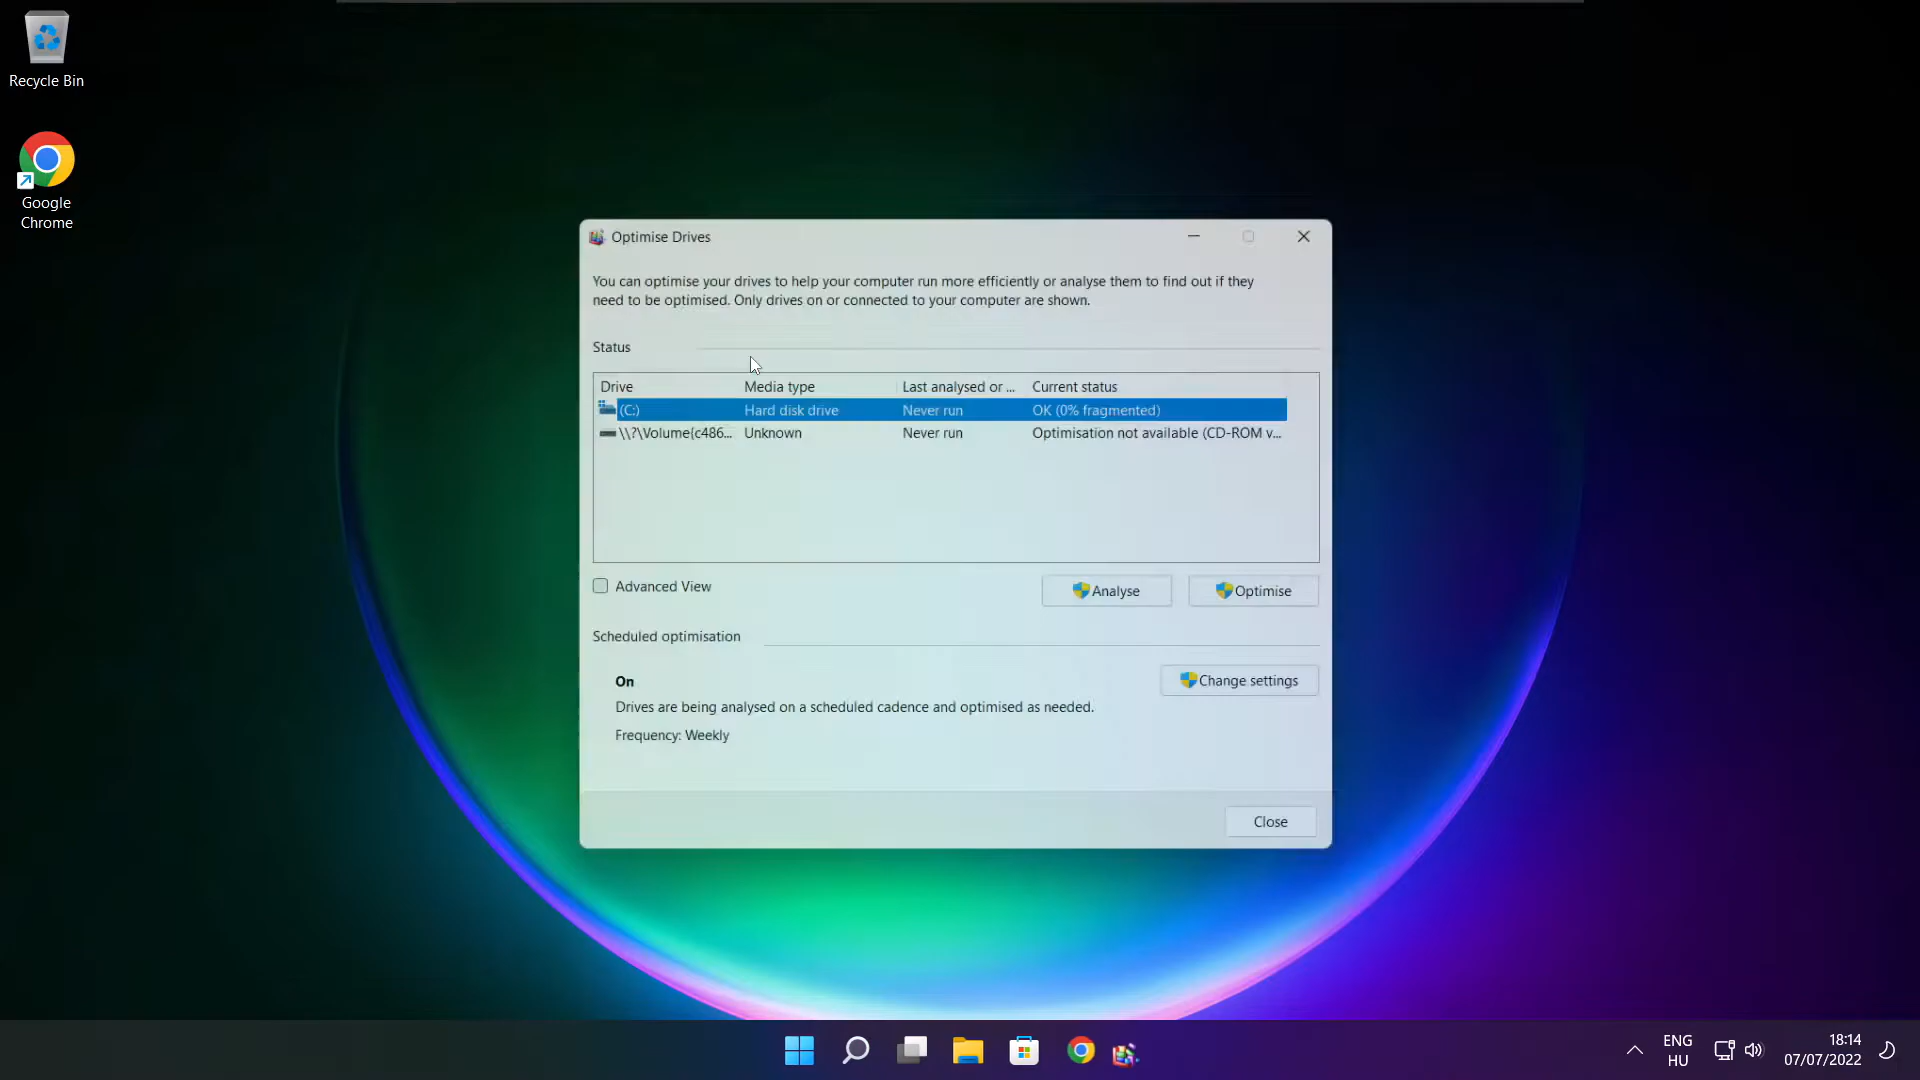 Recycle Bin
Google
Chrome
Optimise Drives
You can optimise your drives to help your computer run more efficiently or analyse them to find out if they
need to be optimised. Only drives on or connected to your computer are shown.
Status
Drive Media type Last analysed or ... Current status
(C:) Hard disk drive Never run OK (0% fragmented)
\\?\Volume{c486... Unknown Never run Optimisation not available (CD-ROM v...
Advanced View Analyse Optimise
Scheduled optimisation
On Change settings
Drives are being analysed on a scheduled cadence and optimised as needed.
Frequency: Weekly
Close
ENG 18:14
HU 07/07/2022